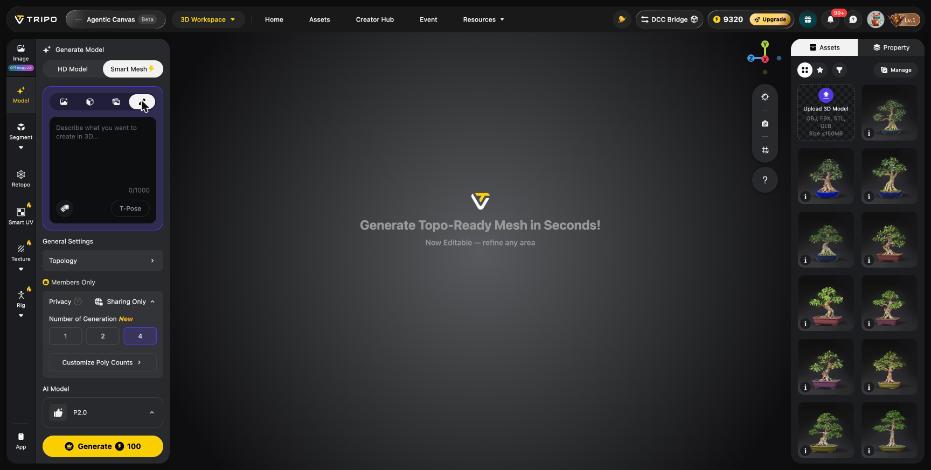 TRIPO
Agentic Canvas Beta
3D Workspace
Home
Assets
Creator Hub
Event
Resources
DCC Bridge
9320
Upgrade
99+
Lv.1
Image
Model
Segment
Retopo
Smart UV
Texture
Rig
App
Generate Model
HD Model
Smart Mesh
Describe what you want to
create in 3D...
0/1000
T-Pose
General Settings
Topology
Members Only
Privacy ? Sharing Only
Number of Generation New
1 2 4
Customize Poly Counts
AI Model
P2.0
Generate 100
Generate Topo-Ready Mesh in Seconds!
Now Editable — refine any area
Y
Z
X
?
Assets
Property
Manage
Upload 3D Model
OBJ, FBX, STL,
GLB
Size ≤150MB